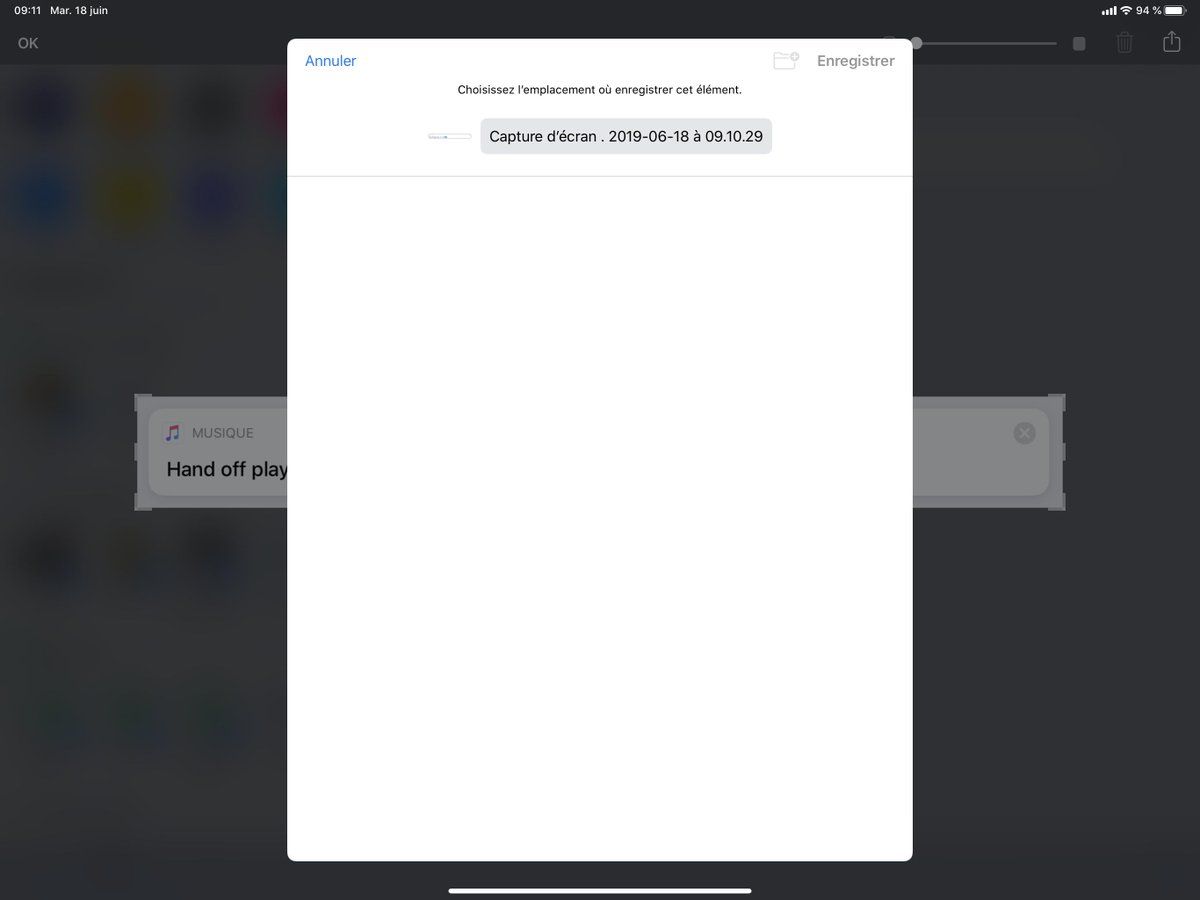 09:11 Mar. 18 juin
94 %
OK
Annuler
Enregistrer
Choisissez l’emplacement où enregistrer cet élément.
Capture d’écran . 2019-06-18 à 09.10.29
MUSIQUE
Hand off play